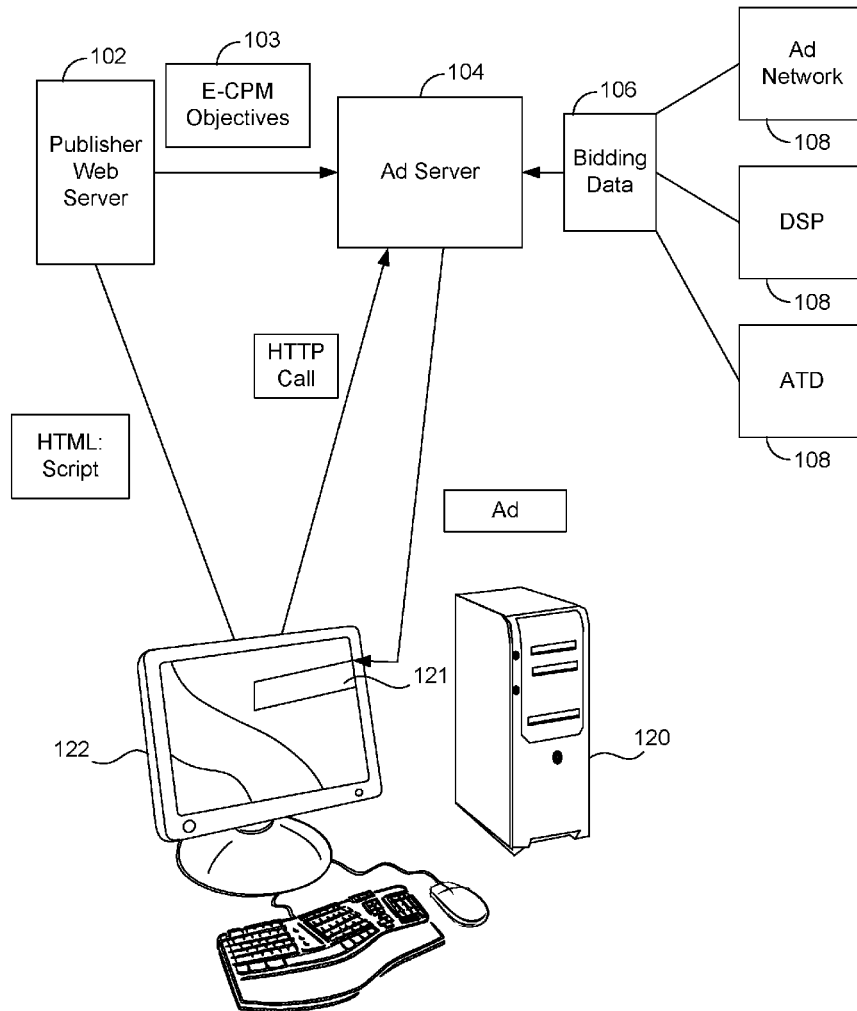 102
103
104
106
108
Publisher
Web
Server
E-CPM
Objectives
Ad Server
Bidding
Data
Ad
Network
DSP
108
ATD
108
HTTP
Call
HTML:
Script
Ad
121
122
120